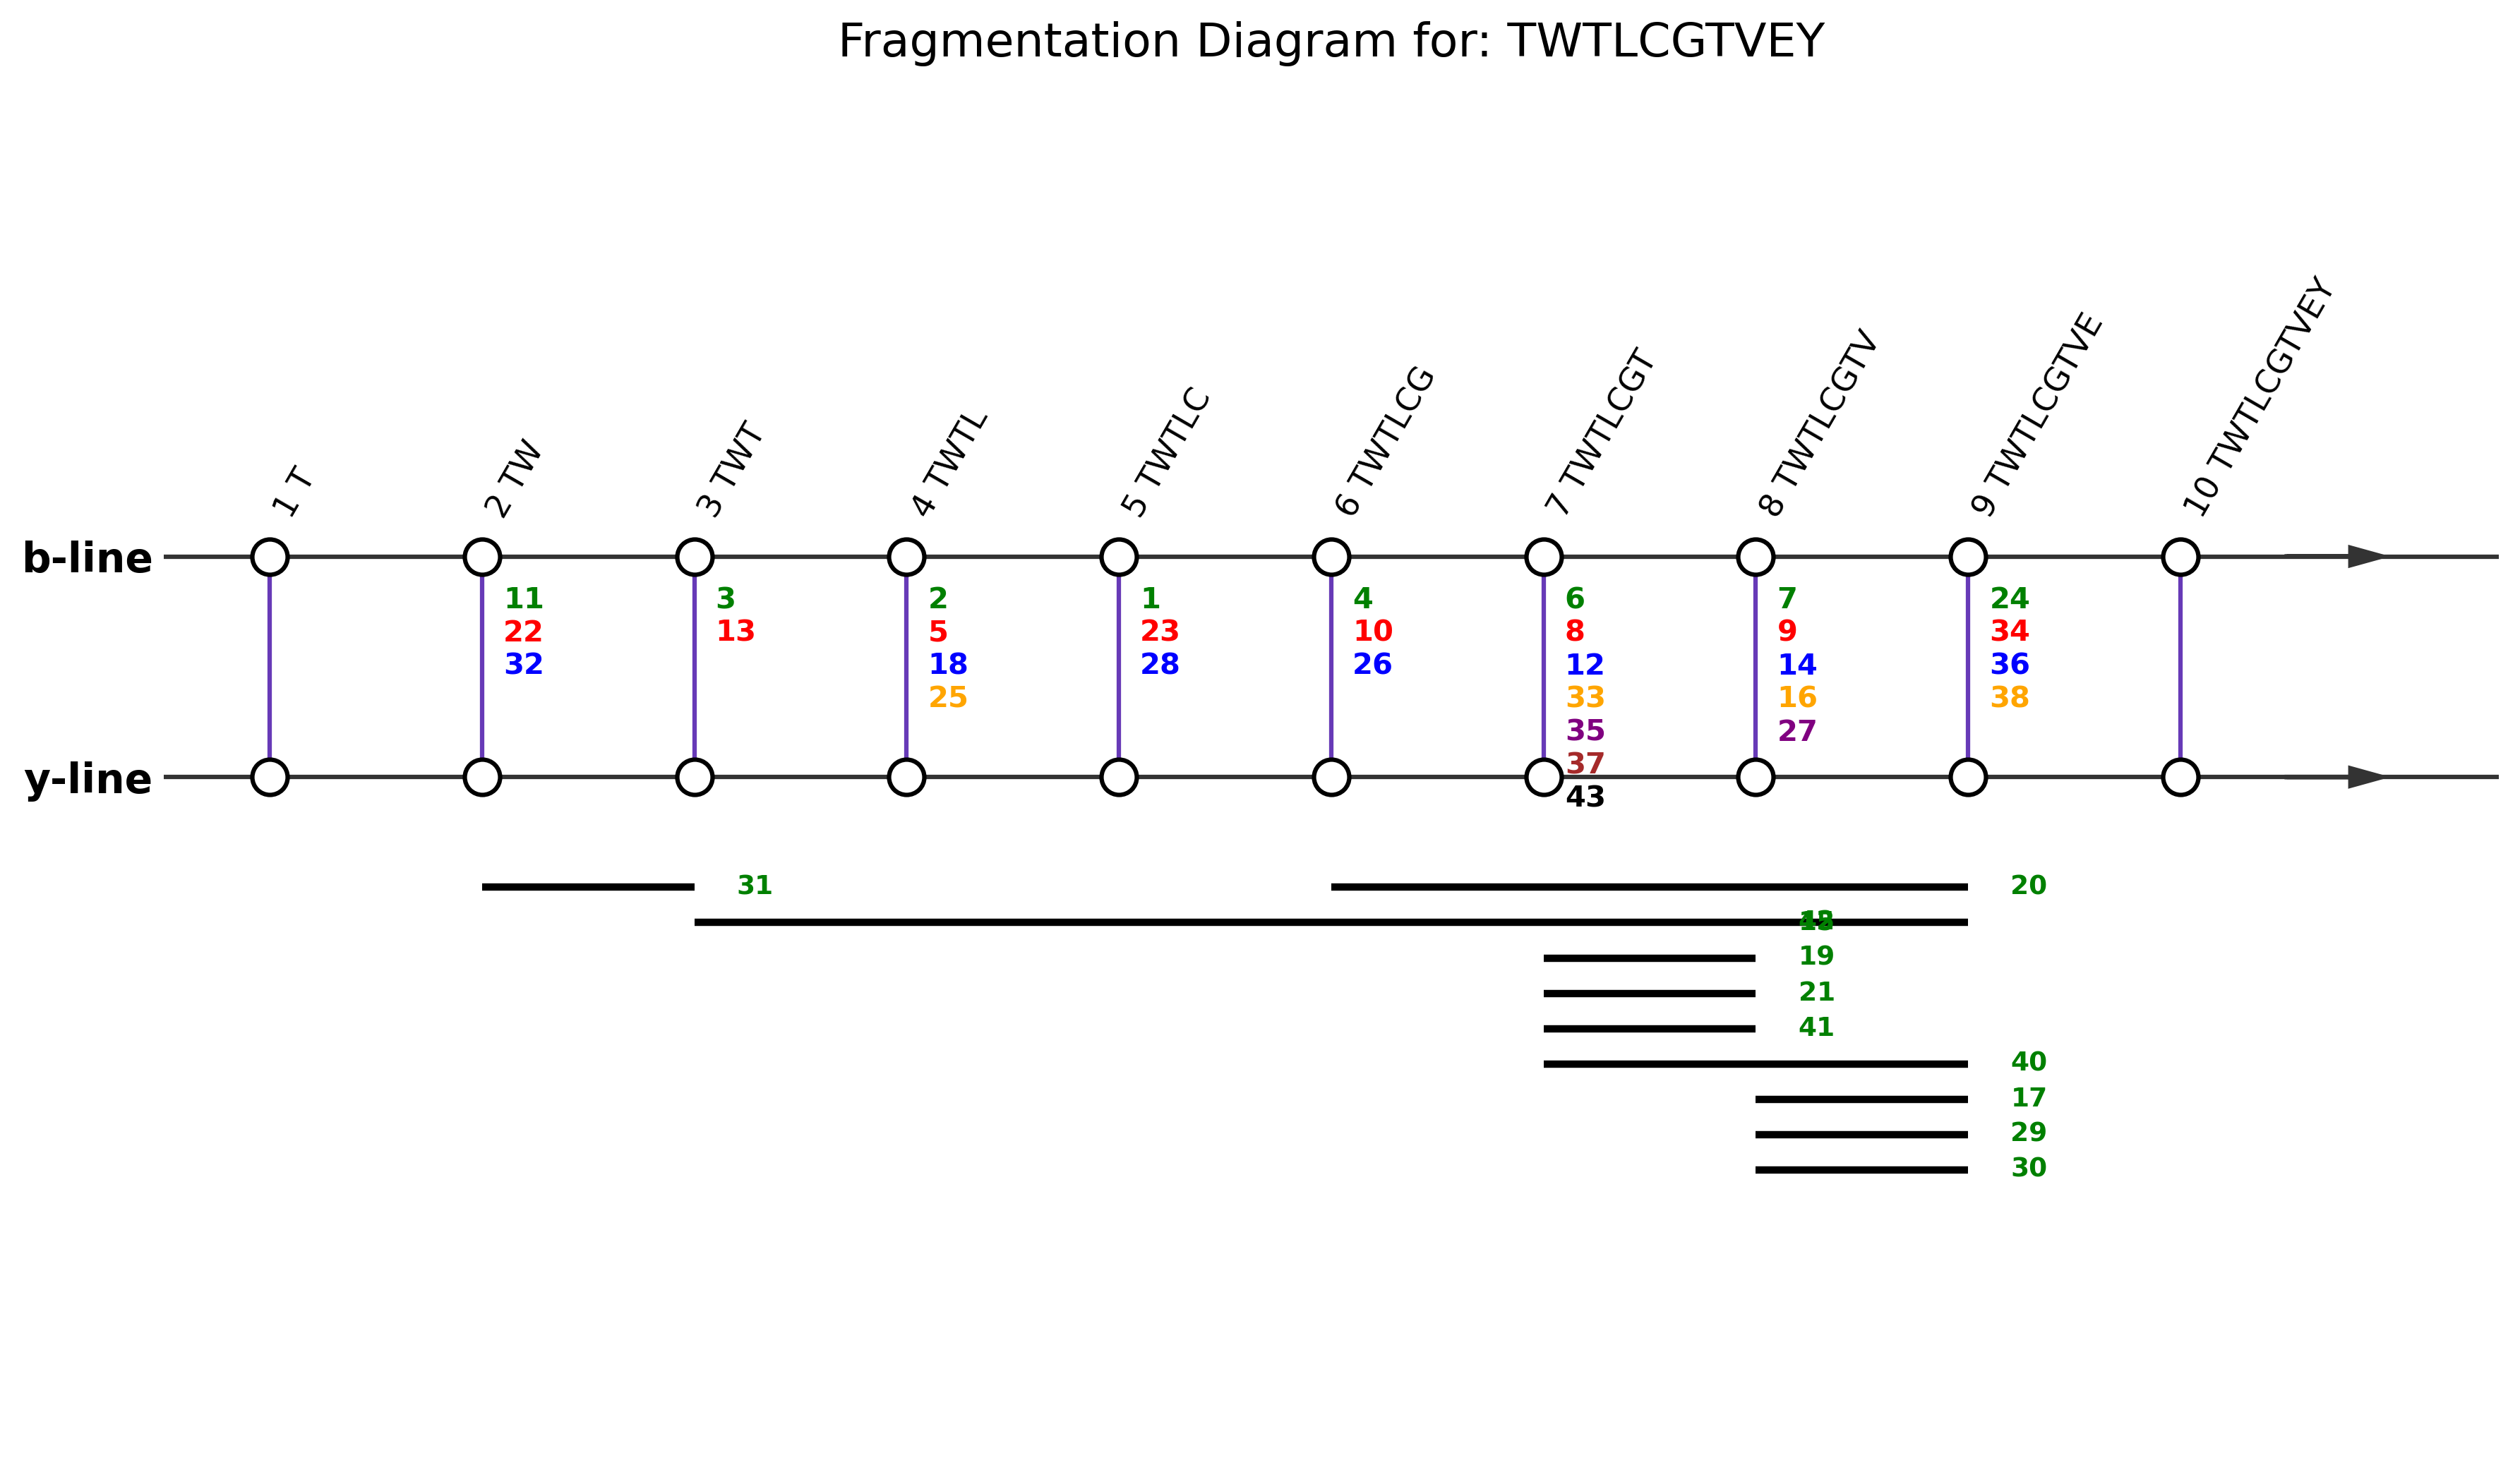 Fragmentation Diagram for: TWTLCGTVEY
1 T
2 TW
3 TWT
4 TWTL
5 TWTLC
6 TWTLCG
7 TWTLCGT
8 TWTLCGTV
9 TWTLCGTVE
10 TWTLCGTVEY
b-line
11 3 2 1 4 6 7 24
22 13 5 23 10 8 9 34
32 18 28 26 12 14 36
25 33 16 38
35 27
37
y-line
43
31 20
19
21
41
40
17
29
30